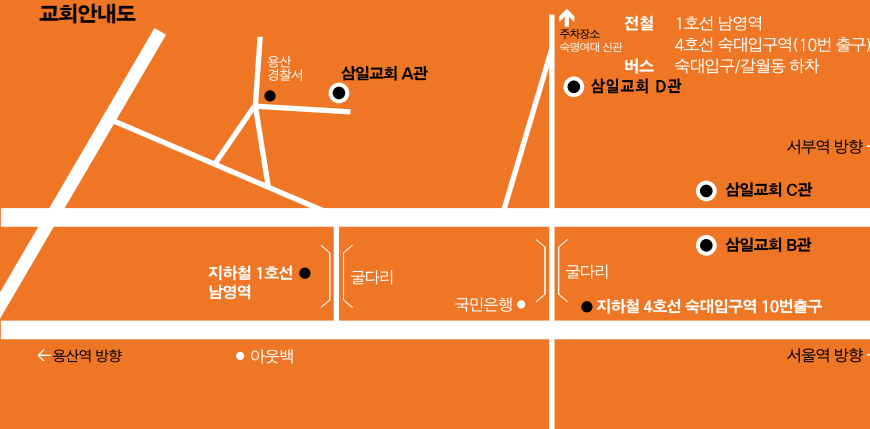 교회안내도
주차장소
숙명여대 신관
전철 1호선 남영역
4호선 숙대입구역(10번 출구)
버스 숙대입구/갈월동 하차
용산
경찰서
삼일교회 A관
삼일교회 D관
서부역 방향
삼일교회 C관
삼일교회 B관
지하철 1호선
남영역
굴다리
굴다리
국민은행
지하철 4호선 숙대입구역 10번출구
용산역 방향
아웃백
서울역 방향